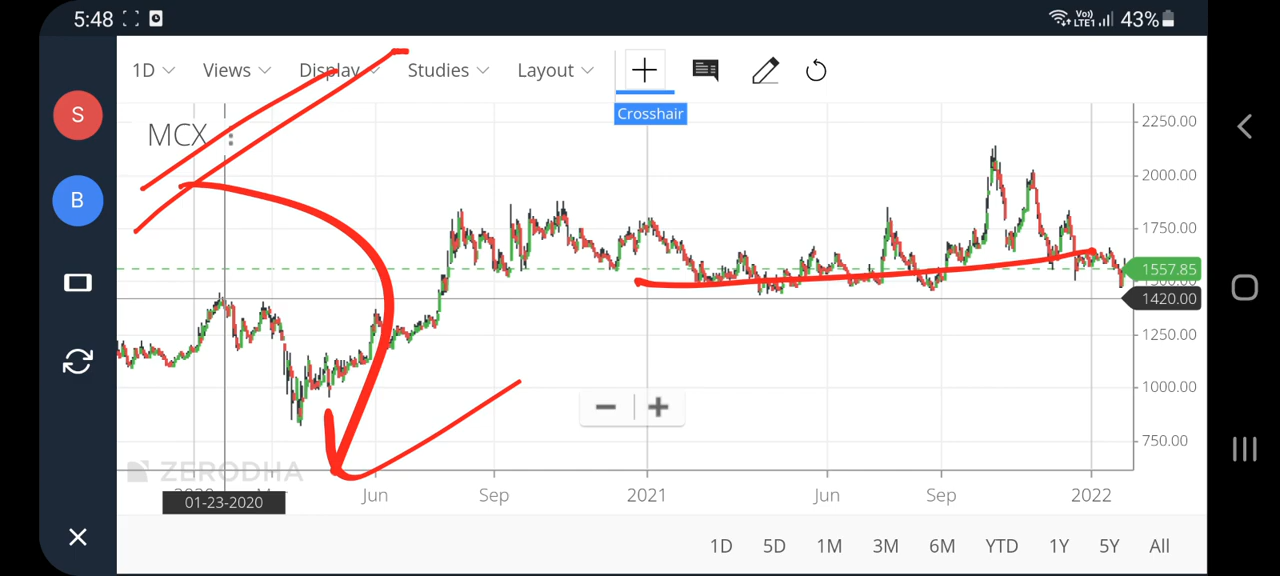 5:48 Vo) LTE1 43%
1D Views Display Studies Layout
Crosshair
S
MCX
B
2250.00
2000.00
1750.00
1557.85
1420.00
1250.00
1000.00
750.00
ZERODHA
Jun Sep 2021 Jun Sep 2022
01-23-2020
1D 5D 1M 3M 6M YTD 1Y 5Y All